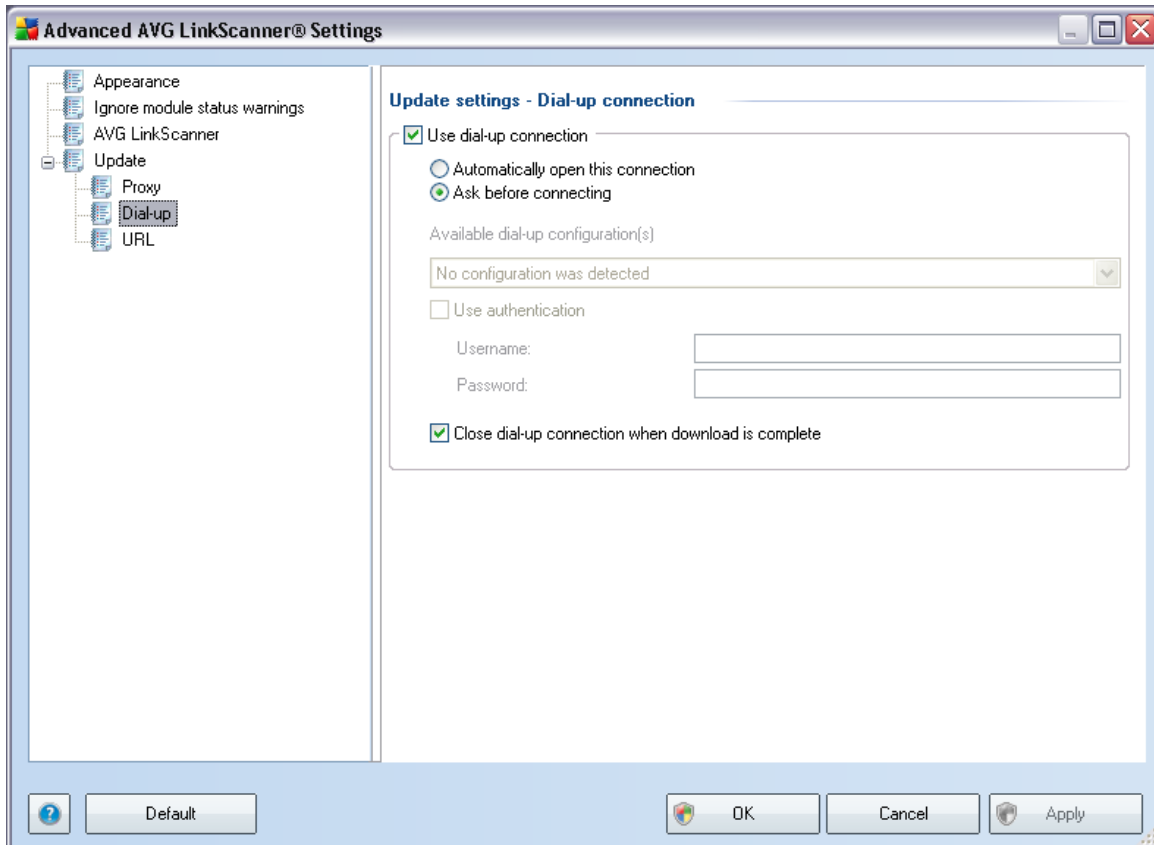 Advanced AVG LinkScanner® Settings
Appearance
Ignore module status warnings
AVG LinkScanner
Update
Proxy
Dial-up
URL
Update settings - Dial-up connection
Use dial-up connection
Automatically open this connection
Ask before connecting
Available dial-up configuration(s)
No configuration was detected
Use authentication
Username:
Password:
Close dial-up connection when download is complete
? Default OK Cancel Apply